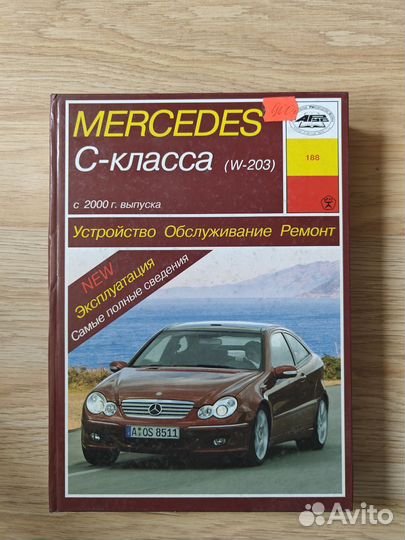 MERCEDES
С-класса (W-203)
188
с 2000 г. выпуска
Устройство Обслуживание Ремонт
NEW
Эксплуатация
Самые полные сведения
A OS 8511
Avito